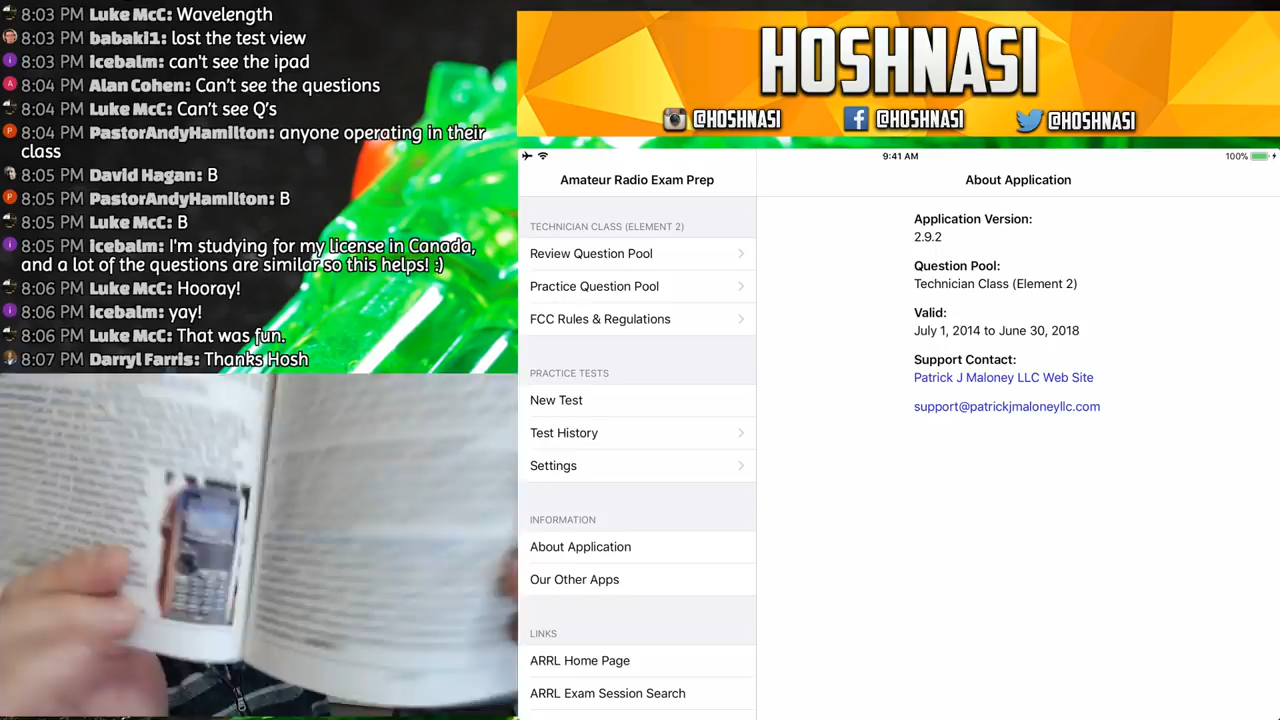 8:03 PM Luke McC: Wavelength
8:03 PM babaki1: lost the test view
8:03 PM icebalm: can't see the ipad
8:04 PM Alan Cohen: Can't see the questions
8:04 PM Luke McC: Can't see Q's
8:04 PM PastorAndyHamilton: anyone operating in their
class
8:05 PM David Hagan: B
8:05 PM PastorAndyHamilton: B
8:05 PM Luke McC: B
8:05 PM icebalm: I'm studying for my license in Canada,
and a lot of the questions are similar so this helps! :)
8:06 PM Luke McC: Hooray!
8:06 PM icebalm: yay!
8:06 PM Luke McC: That was fun.
8:07 PM Darryl Farris: Thanks Hosh
HOSHNASI
@HOSHNASI @HOSHNASI @HOSHNASI
9:41 AM 100%
Amateur Radio Exam Prep
TECHNICIAN CLASS (ELEMENT 2)
Review Question Pool
Practice Question Pool
FCC Rules & Regulations
PRACTICE TESTS
New Test
Test History
Settings
INFORMATION
About Application
Our Other Apps
LINKS
ARRL Home Page
ARRL Exam Session Search
About Application
Application Version:
2.9.2
Question Pool:
Technician Class (Element 2)
Valid:
July 1, 2014 to June 30, 2018
Support Contact:
Patrick J Maloney LLC Web Site
support@patrickjmaloneyllc.com